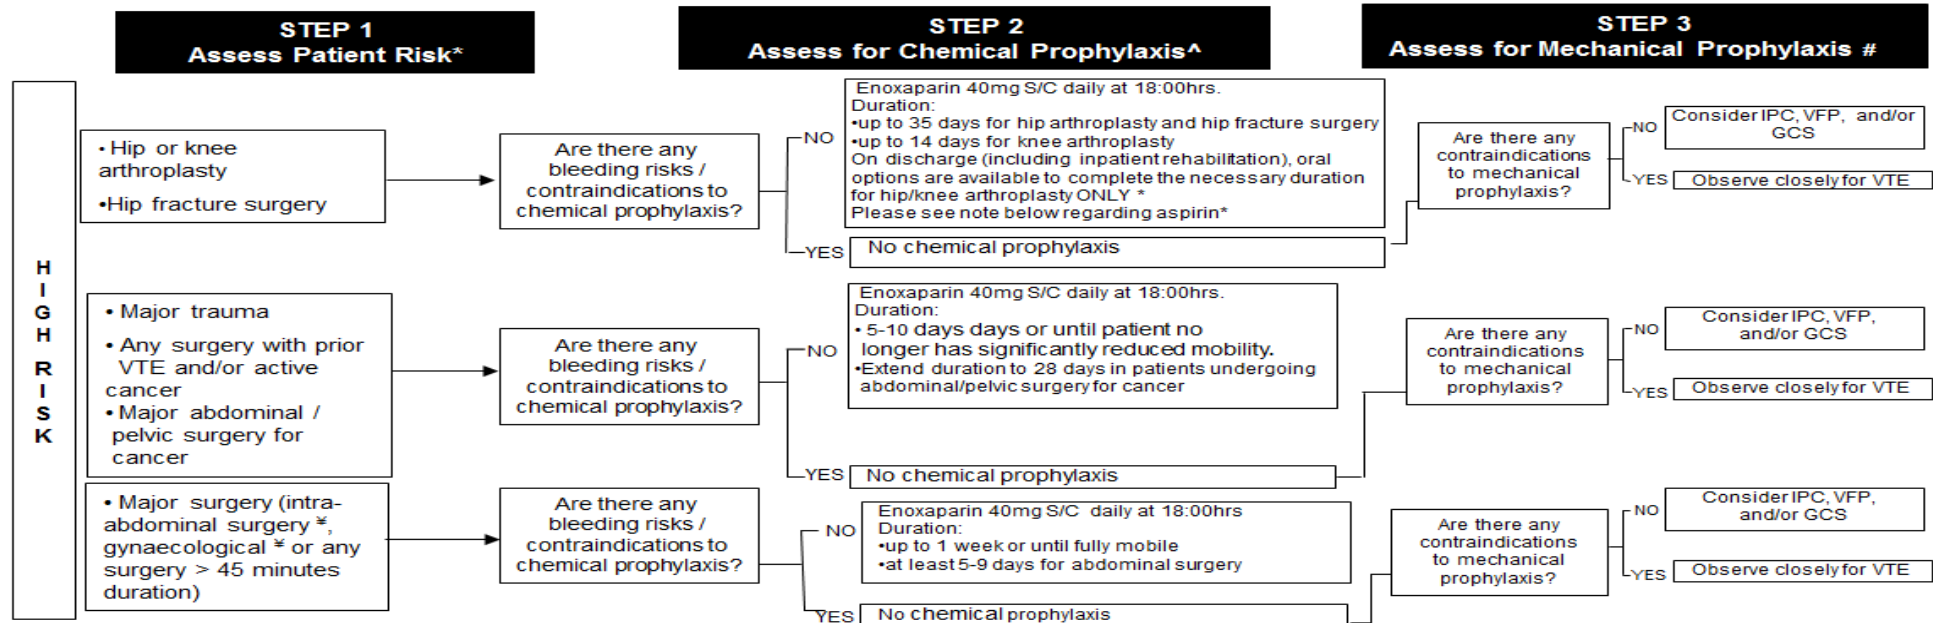 STEP 1
Assess Patient Risk*
STEP 2
Assess for Chemical Prophylaxis^
STEP 3
Assess for Mechanical Prophylaxis #
H
I
G
H
R
I
S
K
• Hip or knee
arthroplasty
•Hip fracture surgery
Are there any
bleeding risks /
contraindications to
chemical prophylaxis?
NO
Enoxaparin 40mg S/C daily at 18:00hrs.
Duration:
•up to 35 days for hip arthroplasty and hip fracture surgery
•up to 14 days for knee arthroplasty
On discharge (including inpatient rehabilitation), oral
options are available to complete the necessary duration
for hip/knee arthroplasty ONLY *
Please see note below regarding aspirin*
YES
No chemical prophylaxis
Are there any
contraindications
to mechanical
prophylaxis?
NO
Consider IPC, VFP, and/or
GCS
YES
Observe closely for VTE
• Major trauma
• Any surgery with prior
VTE and/or active
cancer
• Major abdominal /
pelvic surgery for
cancer
Are there any
bleeding risks /
contraindications to
chemical prophylaxis?
NO
Enoxaparin 40mg S/C daily at 18:00hrs.
Duration:
• 5-10 days days or until patient no
longer has significantly reduced mobility.
•Extend duration to 28 days in patients undergoing
abdominal/pelvic surgery for cancer
YES
No chemical prophylaxis
Are there any
contraindications
to mechanical
prophylaxis?
NO
Consider IPC, VFP,
and/or GCS
YES
Observe closely for VTE
• Major surgery (intra-
abdominal surgery ¥,
gynaecological ¥ or any
surgery > 45 minutes
duration)
Are there any
bleeding risks /
contraindications to
chemical prophylaxis?
NO
Enoxaparin 40mg S/C daily at 18:00hrs
Duration:
•up to 1 week or until fully mobile
•at least 5-9 days for abdominal surgery
YES
No chemical prophylaxis
Are there any
contraindications
to mechanical
prophylaxis?
NO
Consider IPC, VFP,
and/or GCS
YES
Observe closely for VTE